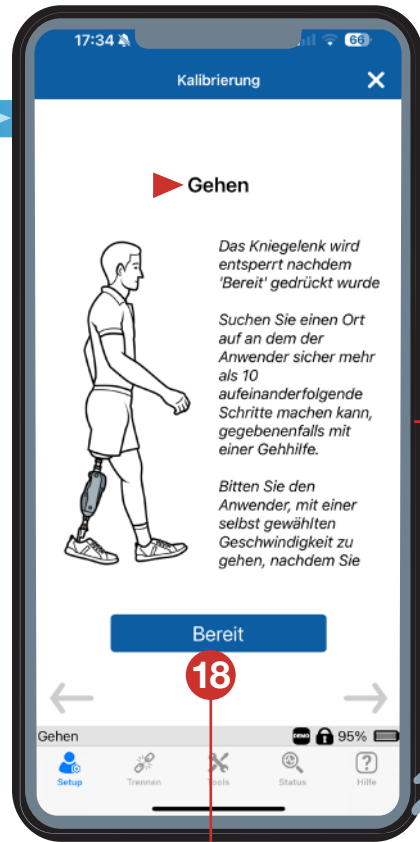 17:34
66
Kalibrierung
Gehen
Das Kniegelenk wird
entsperrt nachdem
'Bereit' gedrückt wurde
Suchen Sie einen Ort
auf an dem der
Anwender sicher mehr
als 10
aufeinanderfolgende
Schritte machen kann,
gegebenenfalls mit
einer Gehhilfe.
Bitten Sie den
Anwender, mit einer
selbst gewählten
Geschwindigkeit zu
gehen, nachdem Sie
Bereit
18
Gehen
DEMO
95%
Setup
Trennen
Tools
Status
Hilfe